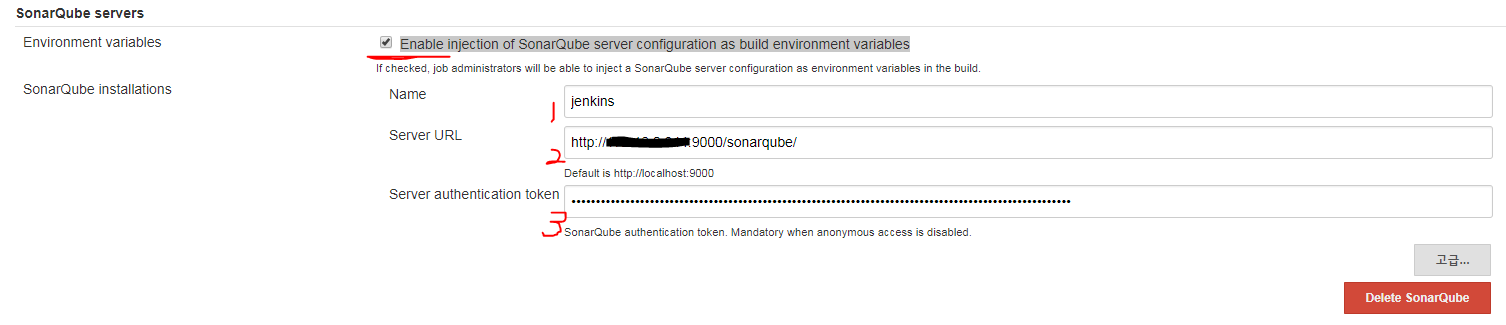 SonarQube servers
Environment variables
Enable injection of SonarQube server configuration as build environment variables
If checked, job administrators will be able to inject a SonarQube server configuration as environment variables in the build.
SonarQube installations
Name
1
jenkins
Server URL
2
http:// 9000/sonarqube/
Default is http://localhost:9000
Server authentication token
3
••••••••••••••••••••••••••••••••••••••••••••••••••••••••••••••••••••••••••••••••••••••••••••••••••••
SonarQube authentication token. Mandatory when anonymous access is disabled.
고급...
Delete SonarQube